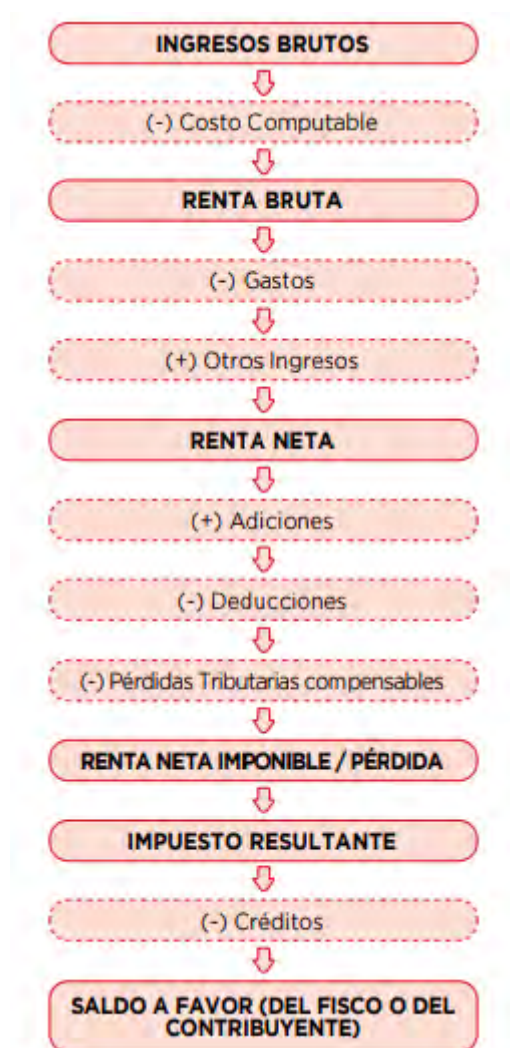 INGRESOS BRUTOS
(-) Costo Computable
RENTA BRUTA
(-) Gastos
(+) Otros Ingresos
RENTA NETA
(+) Adiciones
(-) Deducciones
(-) Pérdidas Tributarias compensables
RENTA NETA IMPONIBLE / PÉRDIDA
IMPUESTO RESULTANTE
(-) Créditos
SALDO A FAVOR (DEL FISCO O DEL
CONTRIBUYENTE)